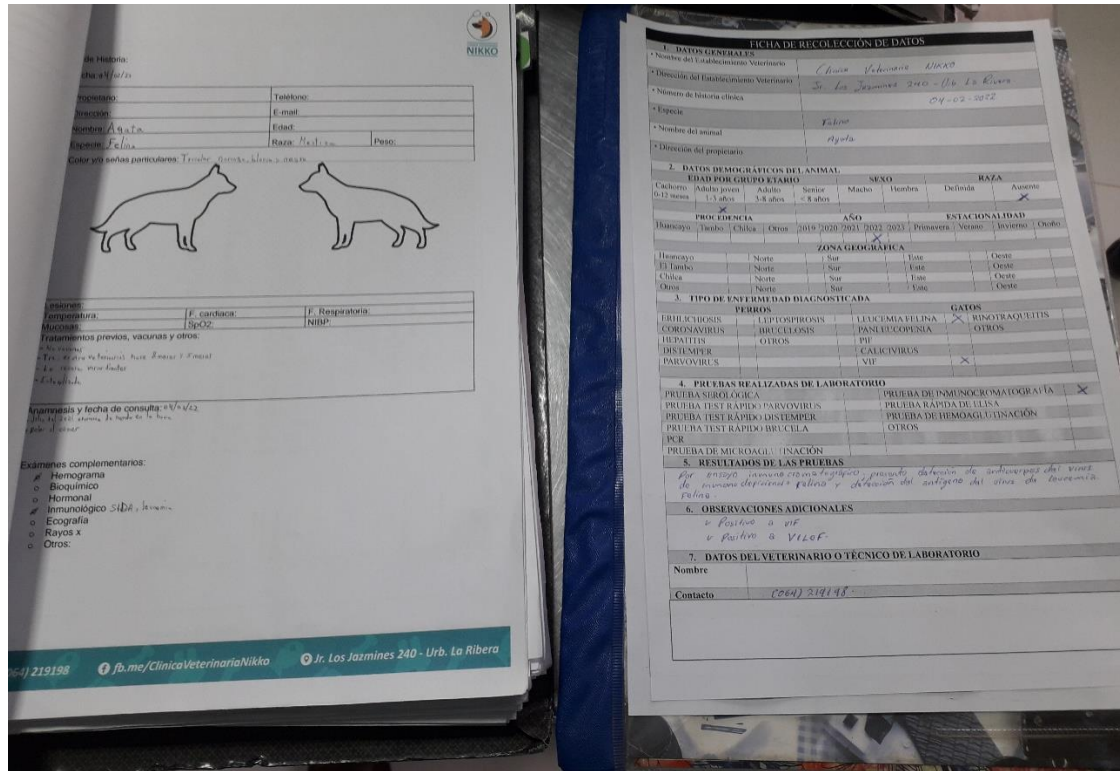 NIKKO
de Historia:
cha:
Propietario:
Teléfono:
Dirección:
E-mail:
Nombre: Agata
Edad:
Especie: Felina
Raza: Mestiza
Peso:
Color y/o señas particulares: Tricolor, naranja, blanco y negro
Lesiones:
Temperatura:
F. cardiaca:
F. Respiratoria:
Mucosas:
SpO2:
NIBP:
Tratamientos previos, vacunas y otros:
Anamnesis y fecha de consulta:
Exámenes complementarios:
Hemograma
Bioquímico
Hormonal
Inmunológico SIDA,
Ecografía
Rayos x
Otros:
064) 219198
fb.me/ClinicaVeterinariaNikko
Jr. Los Jazmines 240 - Urb. La Ribera
FICHA DE RECOLECCIÓN DE DATOS
1. DATOS GENERALES
* Nombre del Establecimiento Veterinario
Clínica Veterinaria NIKKO
* Dirección del Establecimiento Veterinario
Jr. Los Jazmines 240 - Urb. La Rivera
* Número de historia clínica
04-02-2022
* Especie
Felino
* Nombre del animal
Agata
* Dirección del propietario
2. DATOS DEMOGRÁFICOS DEL ANIMAL
EDAD POR GRUPO ETARIO SEXO RAZA
Cachorro 0-12 meses
Adulto joven 1-3 años
Adulto 3-8 años
Senior < 8 años
Macho Hembra Definida Ausente
X X
PROCEDENCIA AÑO ESTACIONALIDAD
Huancayo Tambo Chilca Otros 2019 2020 2021 2022 2023 Primavera Verano Invierno Otoño
X
ZONA GEOGRÁFICA
Huancayo Norte Sur Este Oeste
El Tambo Norte Sur Este Oeste
Chilca Norte Sur Este Oeste
Otros Norte Sur Este Oeste
3. TIPO DE ENFERMEDAD DIAGNOSTICADA
PERROS GATOS
ERHLICHIOSIS LEPTOSPIROSIS LEUCEMIA FELINA X RINOTRAQUEITIS
CORONAVIRUS BRUCELOSIS PANLEUCOPENIA OTROS
HEPATITIS OTROS PIF
DISTEMPER CALICIVIRUS
PARVOVIRUS VIF X
4. PRUEBAS REALIZADAS DE LABORATORIO
PRUEBA SEROLÓGICA PRUEBA DE INMUNOCROMATOGRAFÍA X
PRUEBA TEST RÁPIDO PARVOVIRUS PRUEBA RÁPIDA DE ELISA
PRUEBA TEST RÁPIDO DISTEMPER PRUEBA DE HEMOAGLUTINACIÓN
PRUEBA TEST RÁPIDO BRUCELA OTROS
PCR
PRUEBA DE MICROAGLUTINACIÓN
5. RESULTADOS DE LAS PRUEBAS
Por ensayo inmunocromatográfico, presento detección de anticuerpos del virus
de inmunodeficiencia felina y detección del antígeno del virus de leucemia
felina.
6. OBSERVACIONES ADICIONALES
Positivo a VIF
Positivo a VILEF.
7. DATOS DEL VETERINARIO O TÉCNICO DE LABORATORIO
Nombre
Contacto (064) 219198.